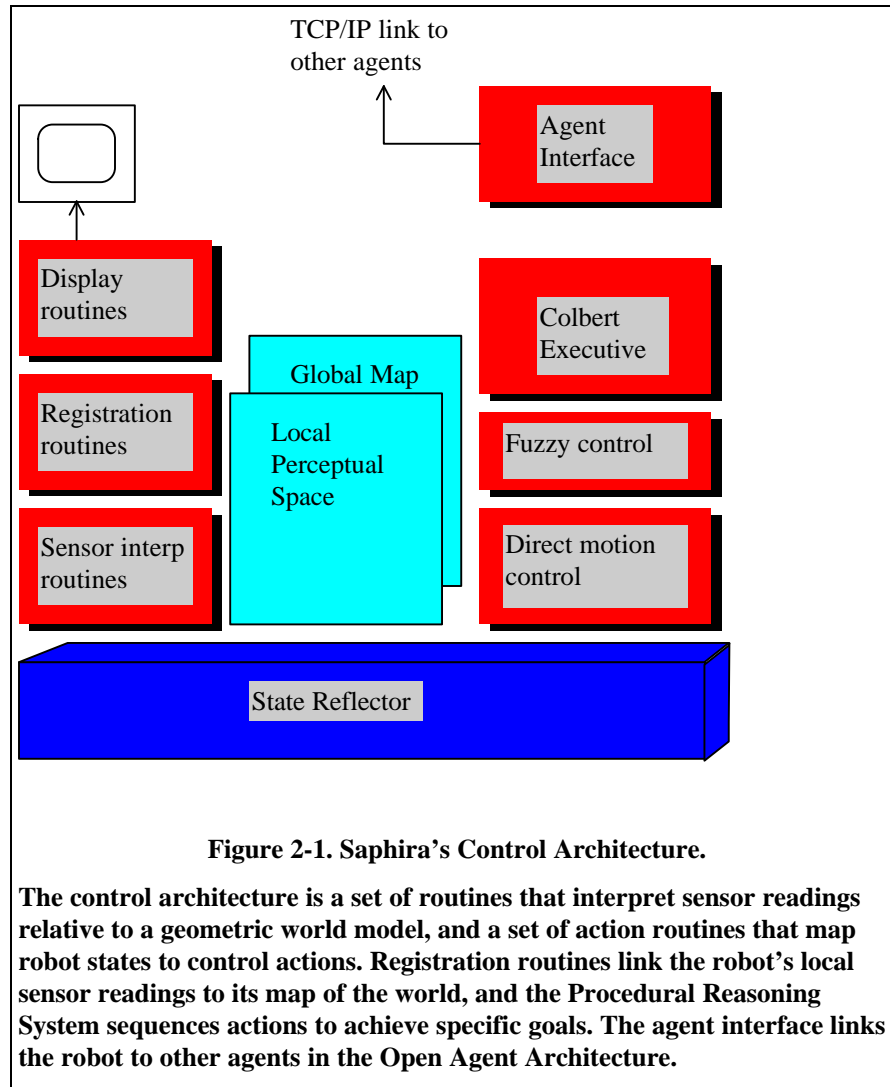 TCP/IP link to
other agents
Agent
Interface
Display
routines
Colbert
Executive
Global Map
Registration
routines
Local
Perceptual
Space
Fuzzy control
Sensor interp
routines
Direct motion
control
State Reflector
Figure 2-1. Saphira’s Control Architecture.
The control architecture is a set of routines that interpret sensor readings
relative to a geometric world model, and a set of action routines that map
robot states to control actions. Registration routines link the robot’s local
sensor readings to its map of the world, and the Procedural Reasoning
System sequences actions to achieve specific goals. The agent interface links
the robot to other agents in the Open Agent Architecture.